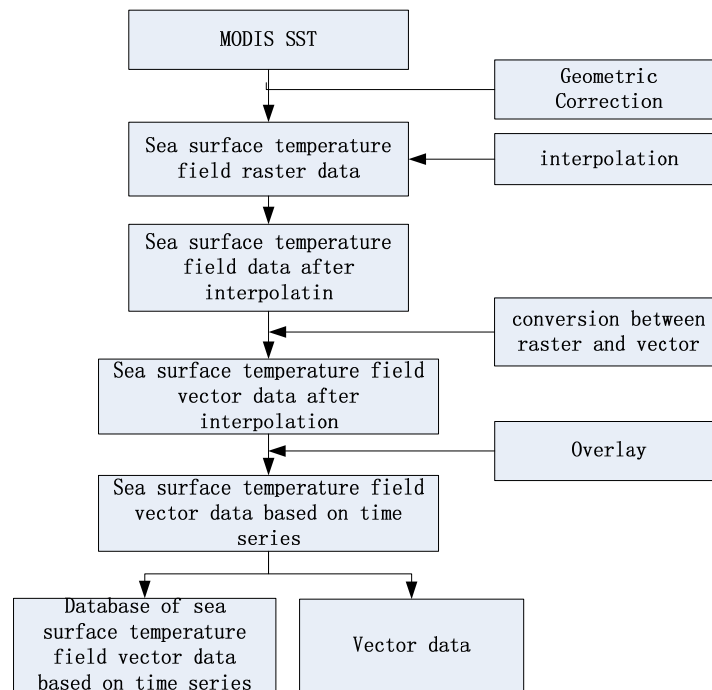 MODIS SST
Geometric
Correction
Sea surface temperature
field raster data
interpolation
Sea surface temperature
field data after
interpolatin
conversion between
raster and vector
Sea surface temperature field
vector data after
interpolation
Overlay
Sea surface temperature field
vector data based on time
series
Database of sea
surface temperature
field vector data
based on time series
Vector data